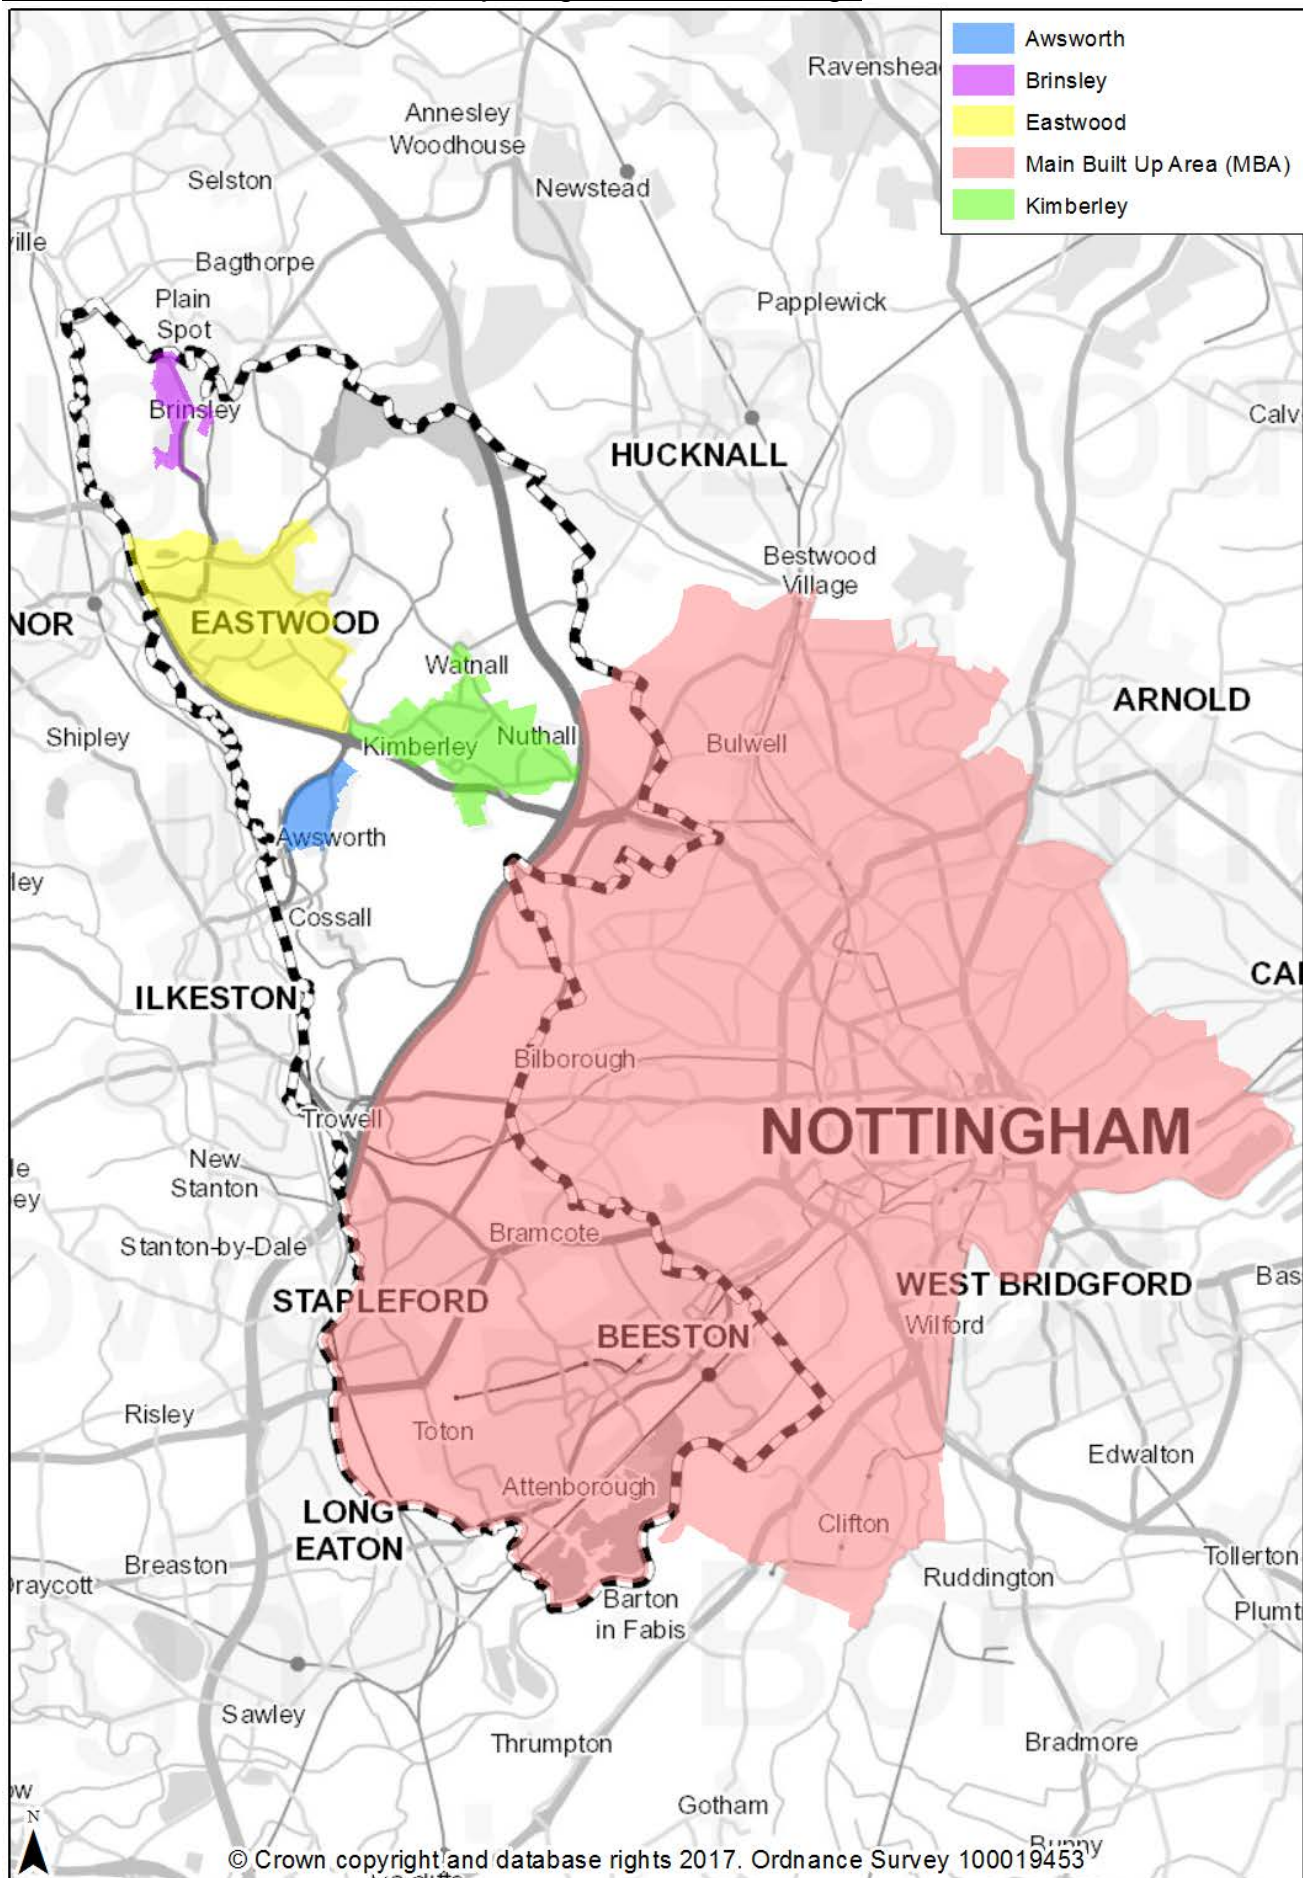 Awsworth
Brinsley
Eastwood
Main Built Up Area (MBA)
Kimberley
Annesley
Woodhouse
Selston
Newstead
Bagthorpe
Plain
Spot
Papplewick
Brinsley
HUCKNALL
Bestwood
Village
EASTWOOD
Watnall
ARNOLD
Shipley
Kimberley
Nuthall
Bulwell
Awsworth
Cossall
ILKESTON
Bilborough
Trowell
NOTTINGHAM
New
Stanton
Bramcote
Stanton-by-Dale
STAPLEFORD
WEST BRIDGFORD
Wilford
BEESTON
Risley
Toton
Edwalton
Attenborough
LONG
EATON
Clifton
Breaston
Ruddington
Tollerton
Barton
in Fabis
Sawley
Thrumpton
Bradmore
Gotham
Bunny
N
© Crown copyright and database rights 2017. Ordnance Survey 100019453